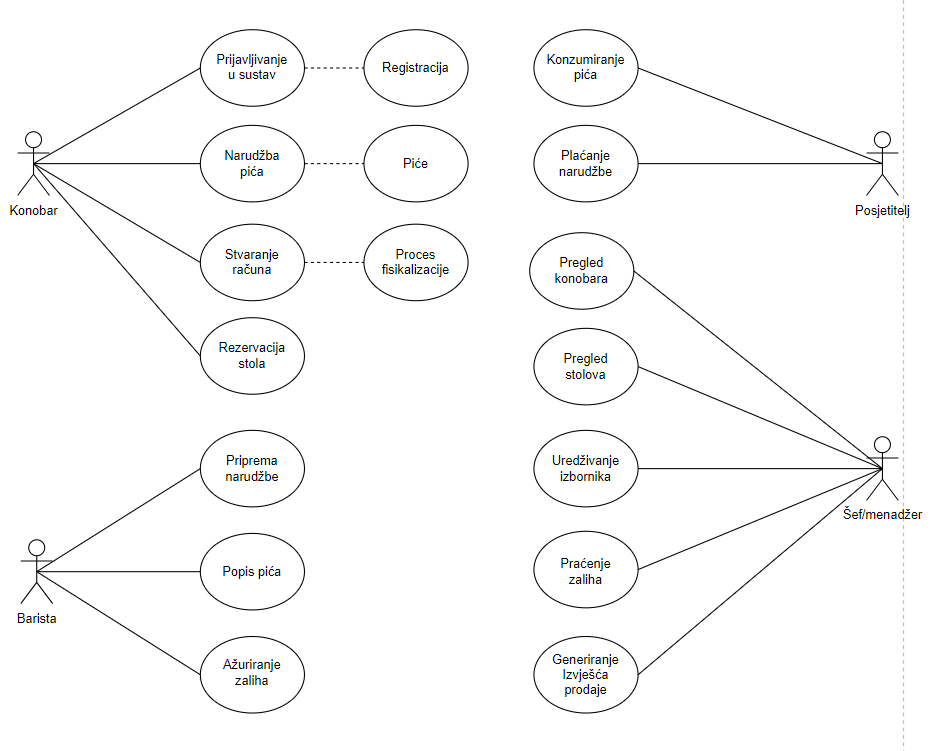 Prijavljivanje
u sustav
Registracija
Konzumiranje
pića
Narudžba
pića
Piće
Plaćanje
narudžbe
Konobar
Posjetitelj
Stvaranje
računa
Proces
fisikalizacije
Pregled
konobara
Rezervacija
stola
Pregled
stolova
Priprema
narudžbe
Uredživanje
izbornika
Šef/menadžer
Popis pića
Praćenje
zaliha
Barista
Ažuriranje
zaliha
Generiranje
Izvješća
prodaje